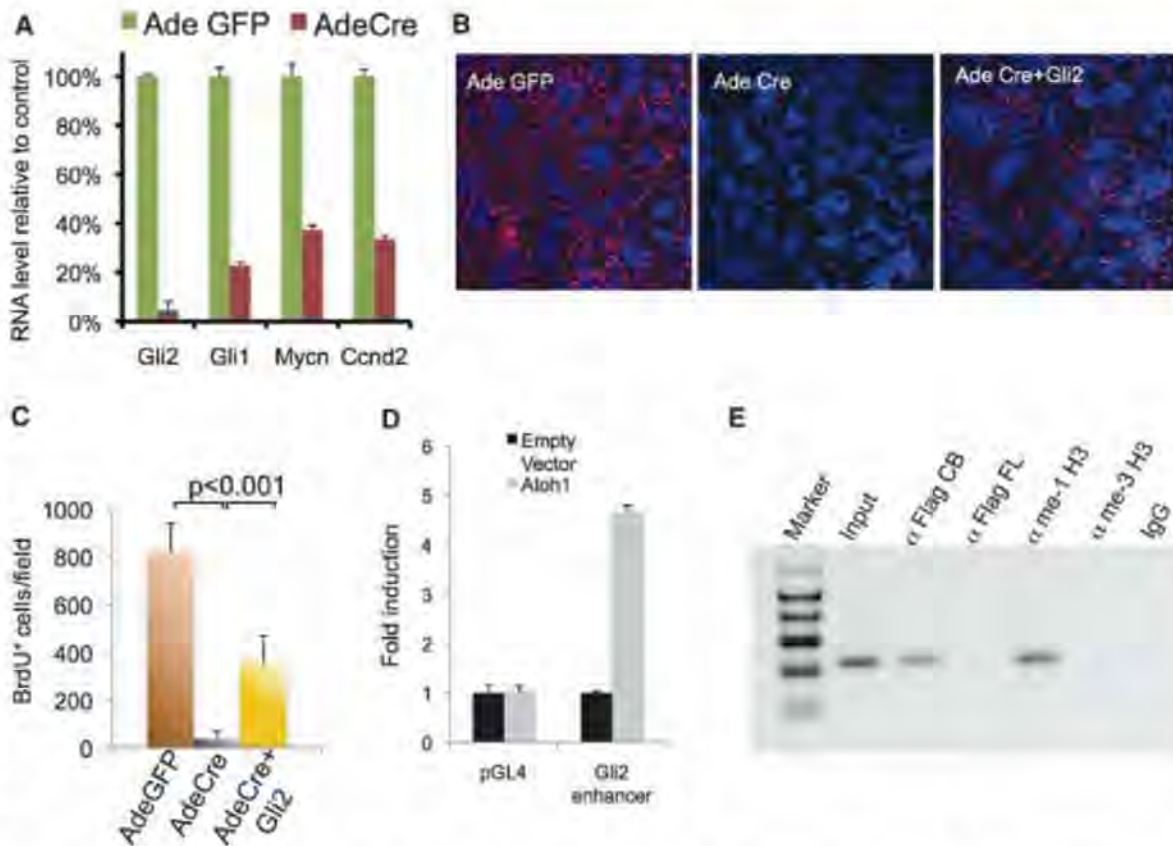 A
Ade GFP AdeCre
RNA level relative to control
100%
80%
60%
40%
20%
0%
Gli2 Gli1 Mycn Ccnd2
B
Ade GFP
Ade Cre
Ade Cre+Gli2
C
p<0.001
BrdU⁺ cells/field
1000
800
600
400
200
0
AdeGFP
AdeCre
AdeCre+
Gli2
D
Empty
Vector
Atoh1
Fold induction
6
5
4
3
2
1
0
pGL4
Gli2
enhancer
E
Marker
Input
α Flag CB
α Flag FL
α me-1 H3
α me-3 H3
IgG